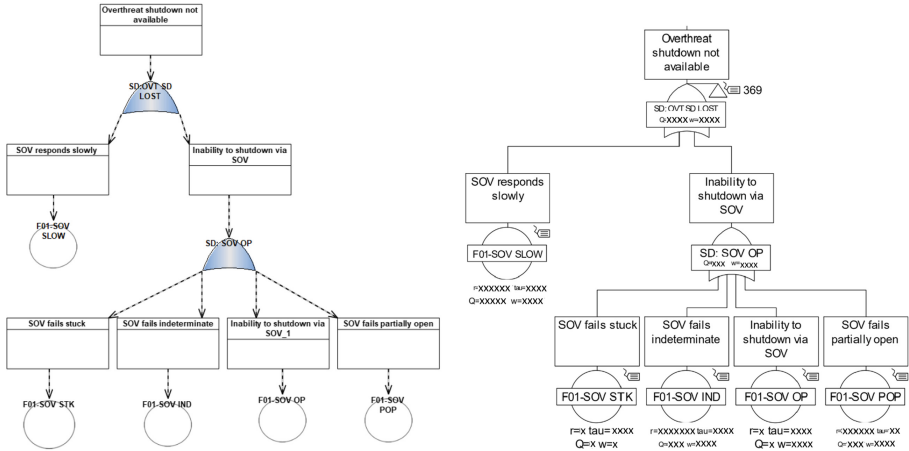 Overthreat shutdown not
available
SD:OVT SD
LOST
SOV responds slowly
Inability to shutdown via
SOV
F01-SOV
SLOW
SD: SOV OP
SOV fails stuck
SOV fails indeterminate
Inability to shutdown via
SOV_1
SOV fails partially open
F01-SOV STK
F01-SOV IND
F01-SOV OP
F01-SOV
POP
Overthreat
shutdown not
available
369
SD: OVT SD LOST
Q=XXXX w=XXXX
SOV responds
slowly
Inability to
shutdown via
SOV
F01-SOV SLOW
r=xxxxxx tau=xxxx
Q=xxxxx w=xxxx
SD: SOV OP
Q=xxx w=xxxx
SOV fails stuck
SOV fails
indeterminate
Inability to
shutdown via
SOV
SOV fails
partially open
F01-SOV STK
F01-SOV IND
F01-SOV OP
F01-SOV POP
r=x tau=xxxx
Q=x w=x
r=xxxxxxxx tau=xxxx
Q=xxx w=xxxx
r=x tau=xxxx
Q=x w=xxxx
r=xxxxxxx tau=xx
Q=xxx w=xxxx